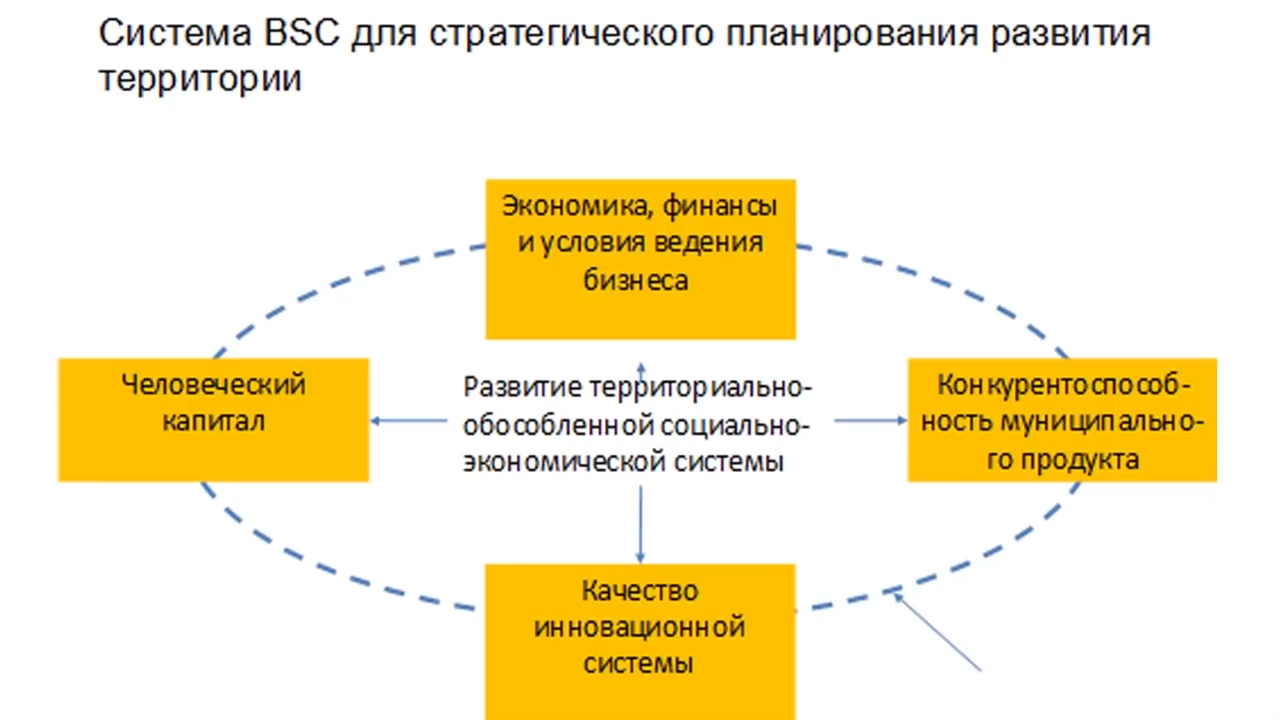 Система BSC для стратегического планирования развития
территории
Экономика, финансы
и условия ведения
бизнеса
Человеческий
капитал
Развитие территориально-
обособленной социально-
экономической системы
Конкурентоспособ-
ность муниципально-
го продукта
Качество
инновационной
системы